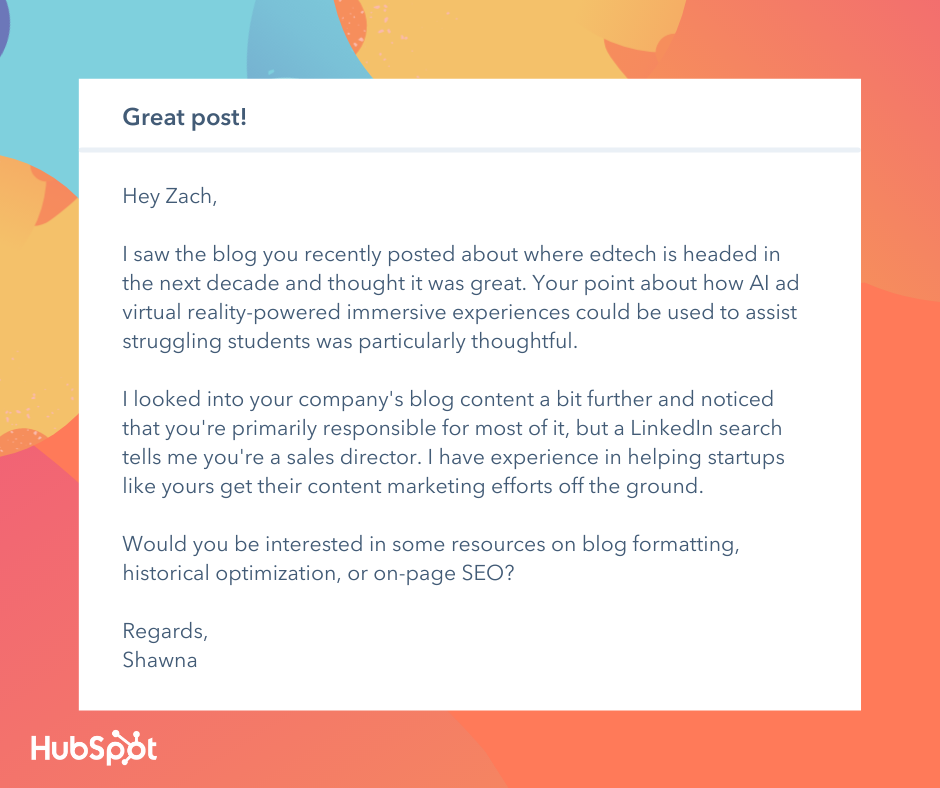 Great post!
Hey Zach,
I saw the blog you recently posted about where edtech is headed in
the next decade and thought it was great. Your point about how AI ad
virtual reality-powered immersive experiences could be used to assist
struggling students was particularly thoughtful.
I looked into your company's blog content a bit further and noticed
that you're primarily responsible for most of it, but a LinkedIn search
tells me you're a sales director. I have experience in helping startups
like yours get their content marketing efforts off the ground.
Would you be interested in some resources on blog formatting,
historical optimization, or on-page SEO?
Regards,
Shawna
HubSpot